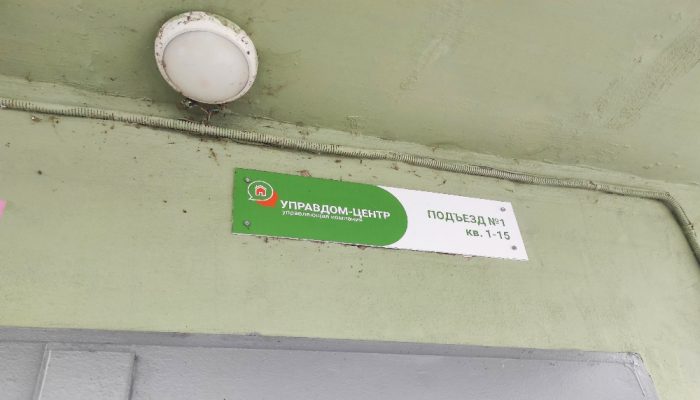 УПРАВДОМ-ЦЕНТР
управляющая компания
ПОДЪЕЗД №1
кв. 1-15